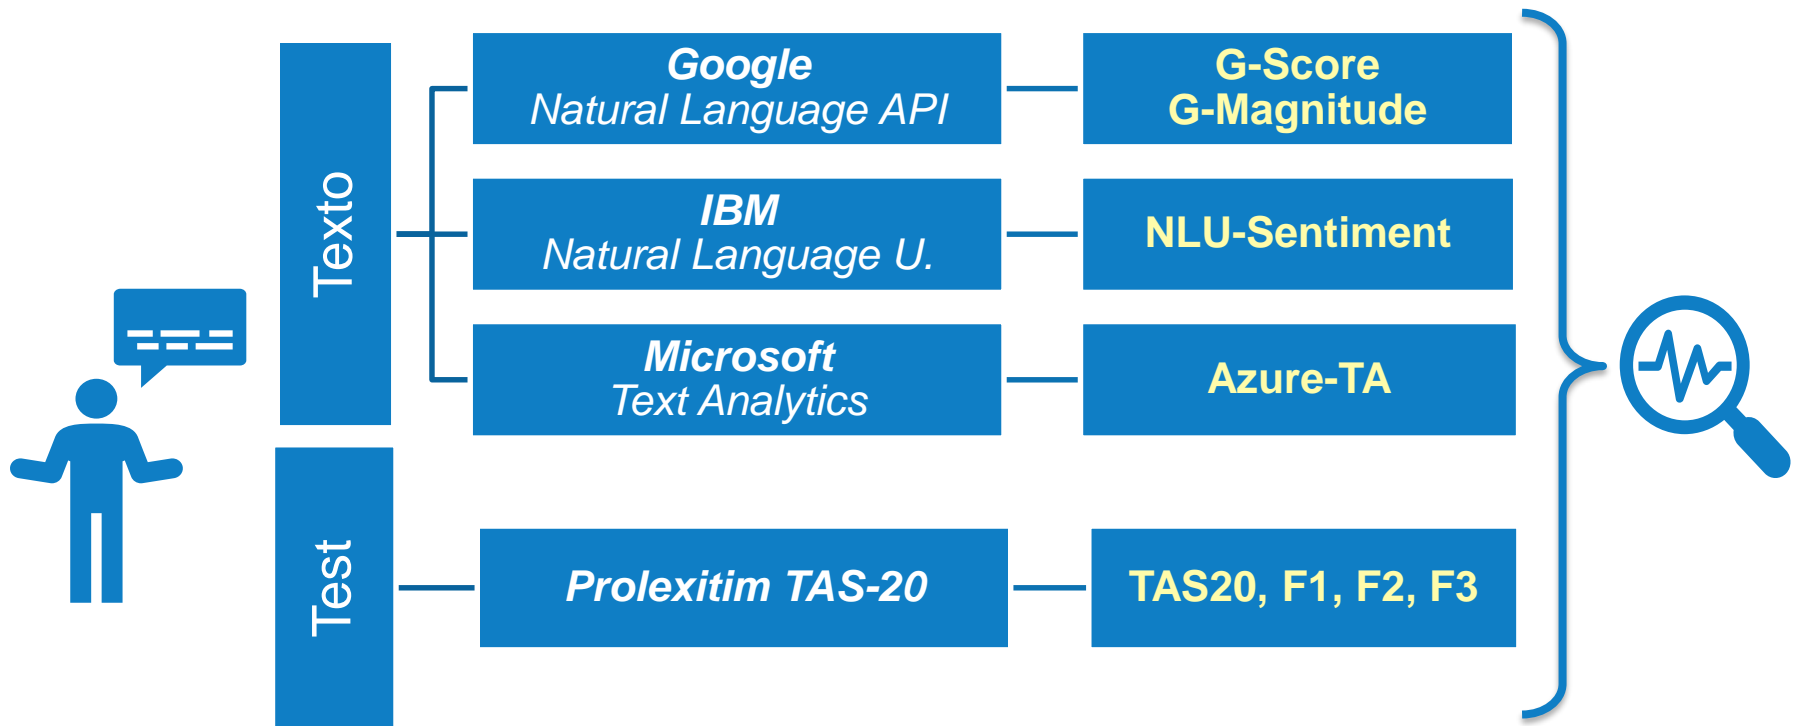 Texto
Google
Natural Language API
G-Score
G-Magnitude
IBM
Natural Language U.
NLU-Sentiment
Microsoft
Text Analytics
Azure-TA
Test
Prolexitim TAS-20
TAS20, F1, F2, F3